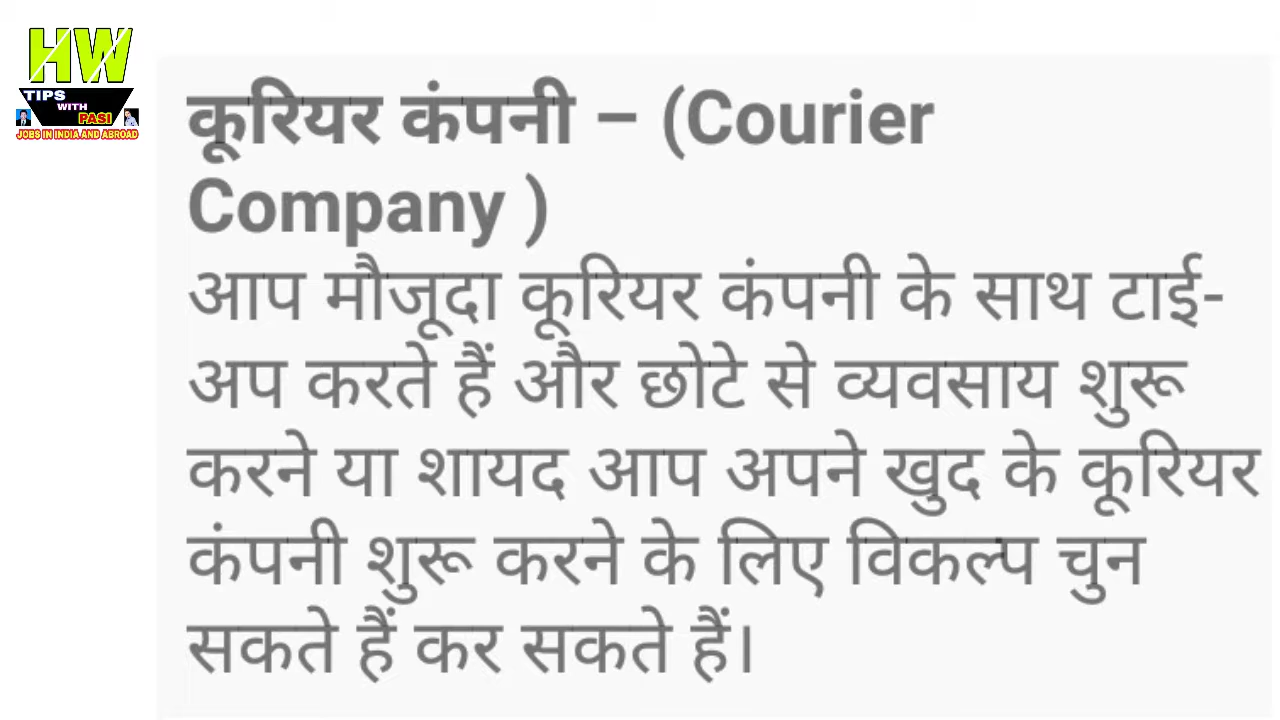 HW
TIPS
WITH
PASI
JOBS IN INDIA AND ABROAD
कूरियर कंपनी – (Courier
Company )
आप मौजूदा कूरियर कंपनी के साथ टाई-
अप करते हैं और छोटे से व्यवसाय शुरू
करने या शायद आप अपने खुद के कूरियर
कंपनी शुरू करने के लिए विकल्प चुन
सकते हैं कर सकते हैं।